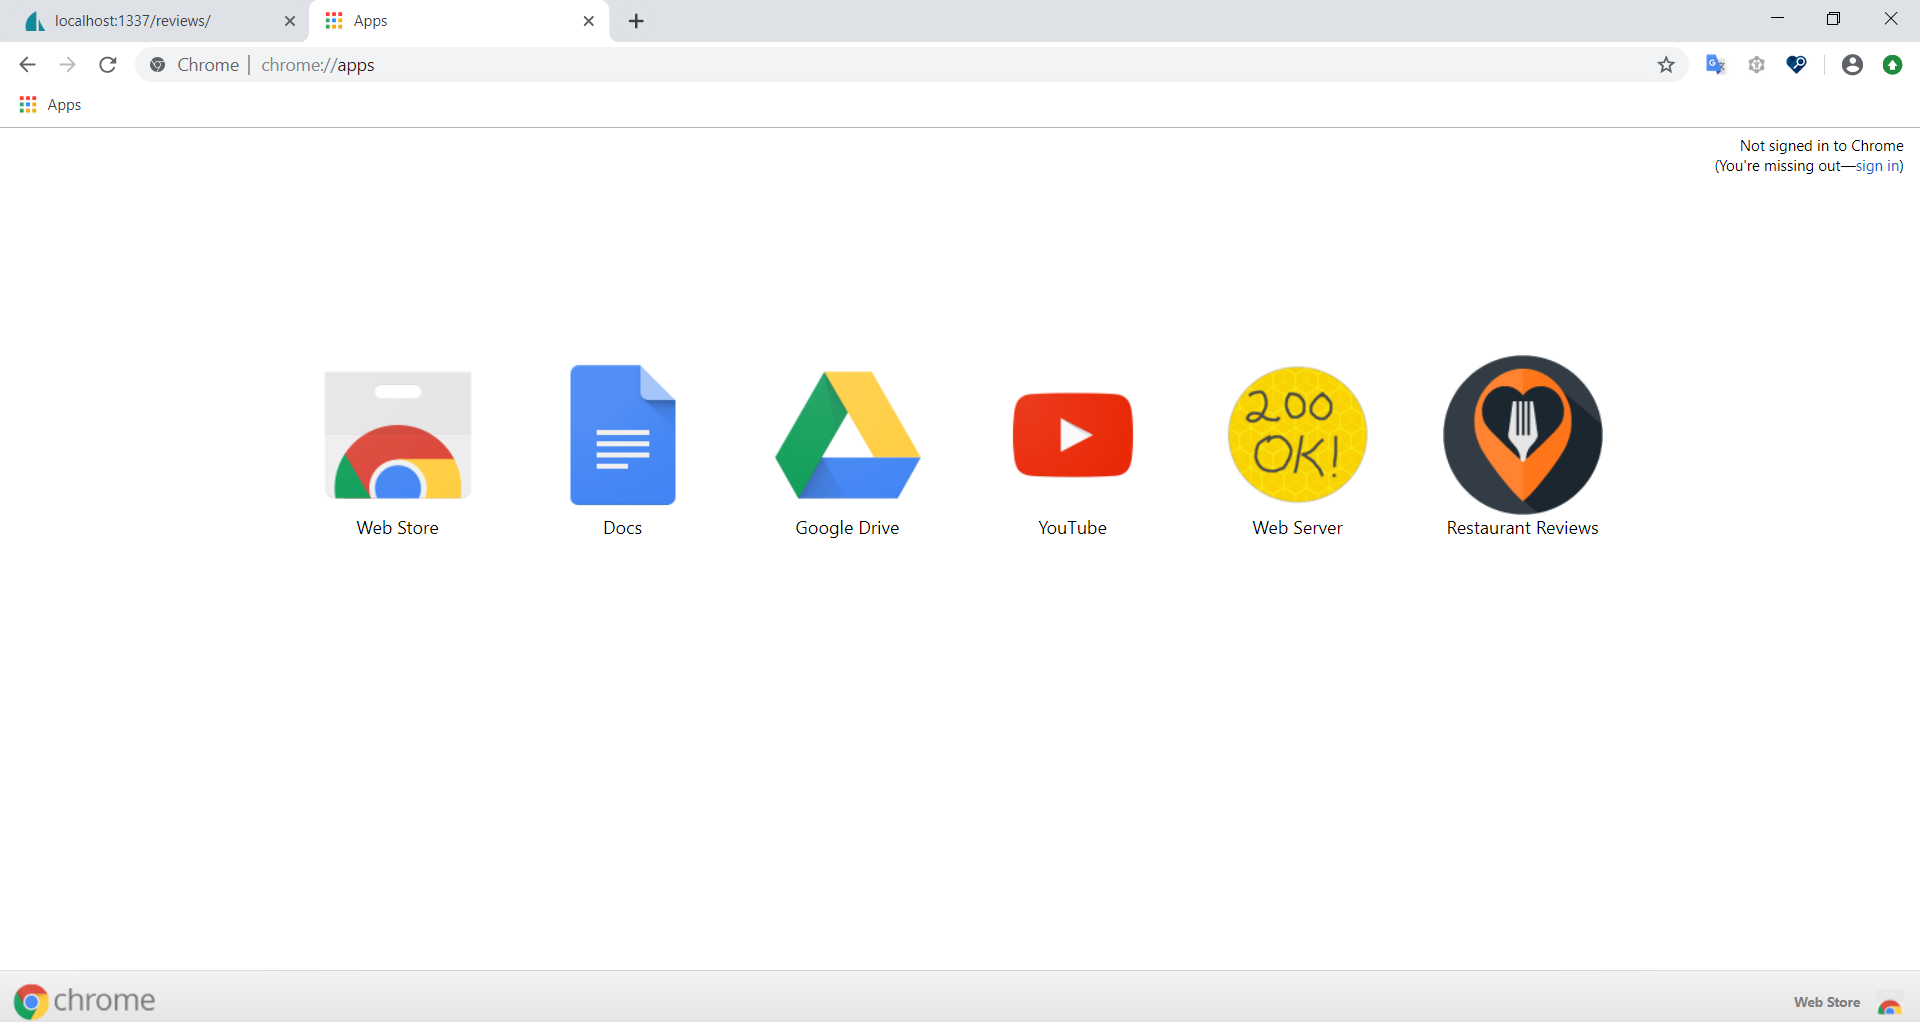 localhost:1337/reviews/
Apps
Chrome | chrome://apps
Apps
Not signed in to Chrome
(You're missing out—sign in)
200
OK!
Web Store
Docs
Google Drive
YouTube
Web Server
Restaurant Reviews
chrome
Web Store